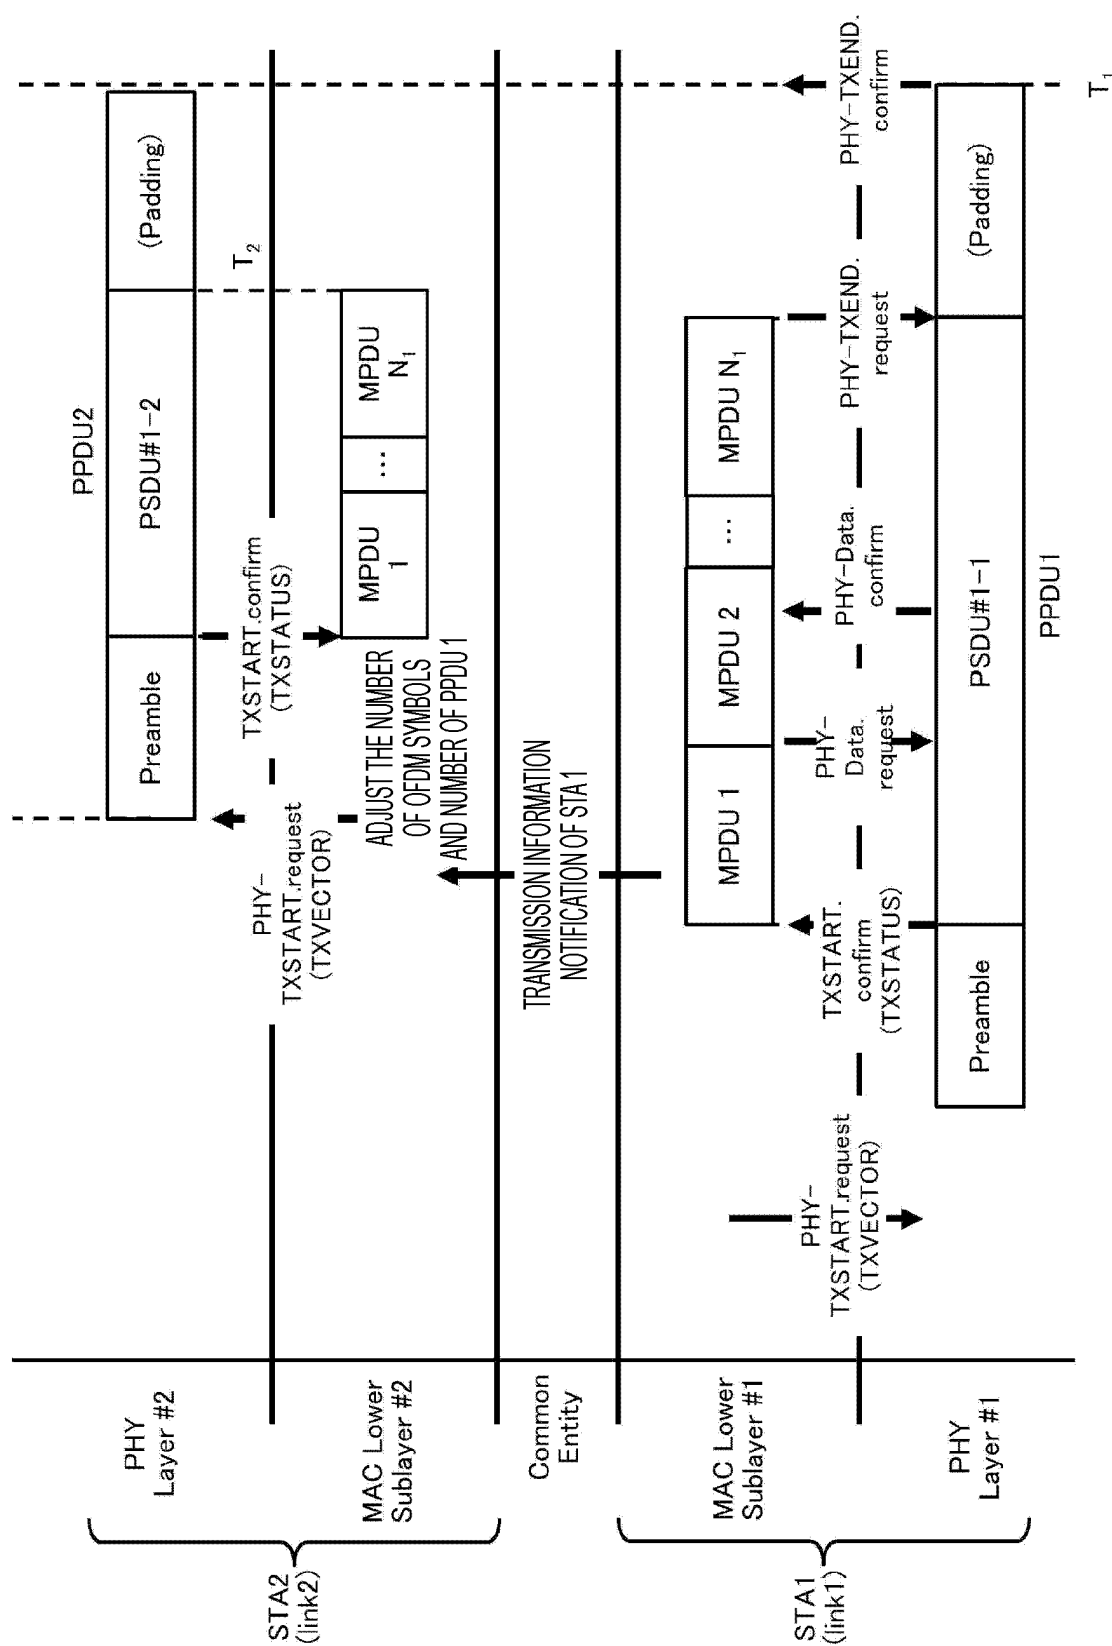 STA2
(link2)
PHY
Layer #2
MAC Lower
Sublayer #2
Common
Entity
STA1
(link1)
MAC Lower
Sublayer #1
PHY
Layer #1
PPDU2
Preamble
PSDU#1-2
(Padding)
PHY-
TXSTART.request
(TXVECTOR)
TXSTART.confirm
(TXSTATUS)
T2
ADJUST THE NUMBER
OF OFDM SYMBOLS
AND NUMBER OF PPDU1
MPDU
1
...
MPDU
N1
TRANSMISSION INFORMATION
NOTIFICATION OF STA1
MPDU 1
MPDU 2
...
MPDU N1
PHY-
TXSTART.request
(TXVECTOR)
TXSTART.
confirm
(TXSTATUS)
PHY-
Data.
request
PHY-Data.
confirm
PHY-TXEND.
request
PHY-TXEND.
confirm
Preamble
PSDU#1-1
(Padding)
PPDU1
T1